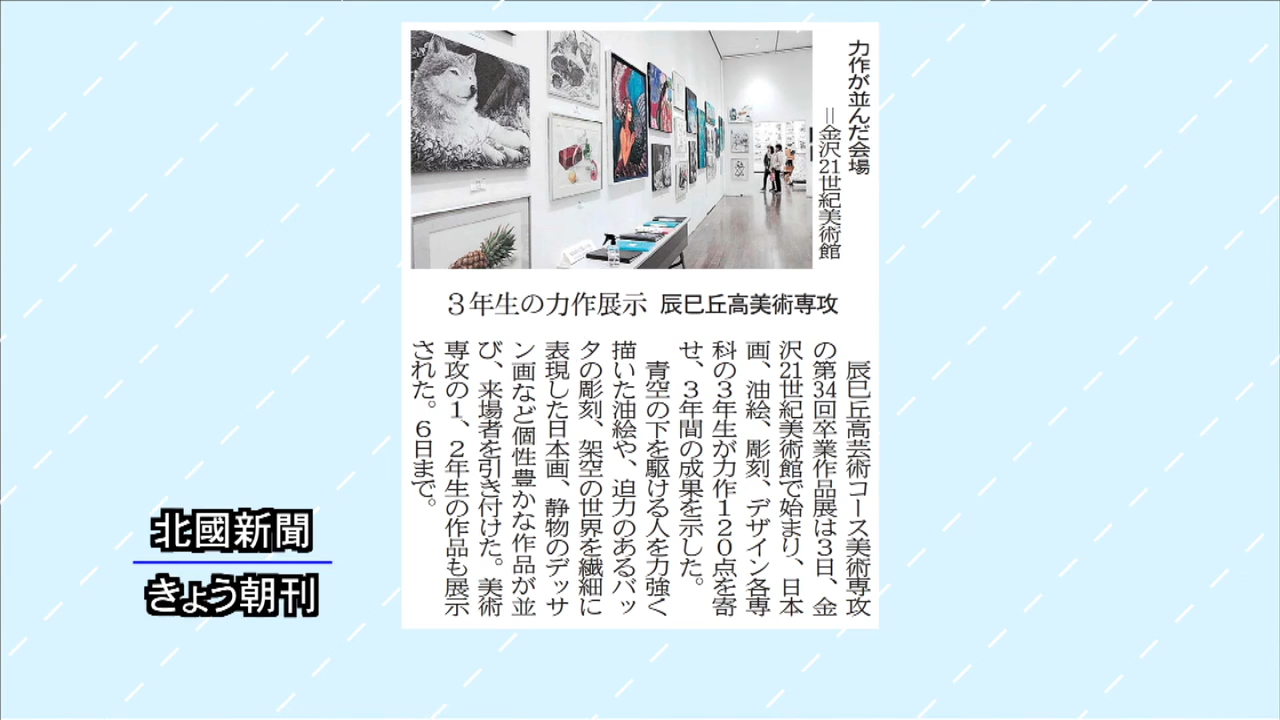 力作が並んだ会場
＝金沢21世紀美術館
３年生の力作展示 辰巳丘高美術専攻
辰巳丘高芸術コース美術専攻
の第34回卒業作品展は３日、金
沢21世紀美術館で始まり、日本
画、油絵、彫刻、デザイン各専
科の３年生が力作１２０点を寄
せ、３年間の成果を示した。
青空の下を駆ける人を力強く
描いた油絵や、迫力のあるバッ
タの彫刻、架空の世界を繊細に
表現した日本画、静物のデッサ
ン画など個性豊かな作品が並
び、来場者を引き付けた。美術
専攻の１、２年生の作品も展示
された。６日まで。
北國新聞
きょう朝刊